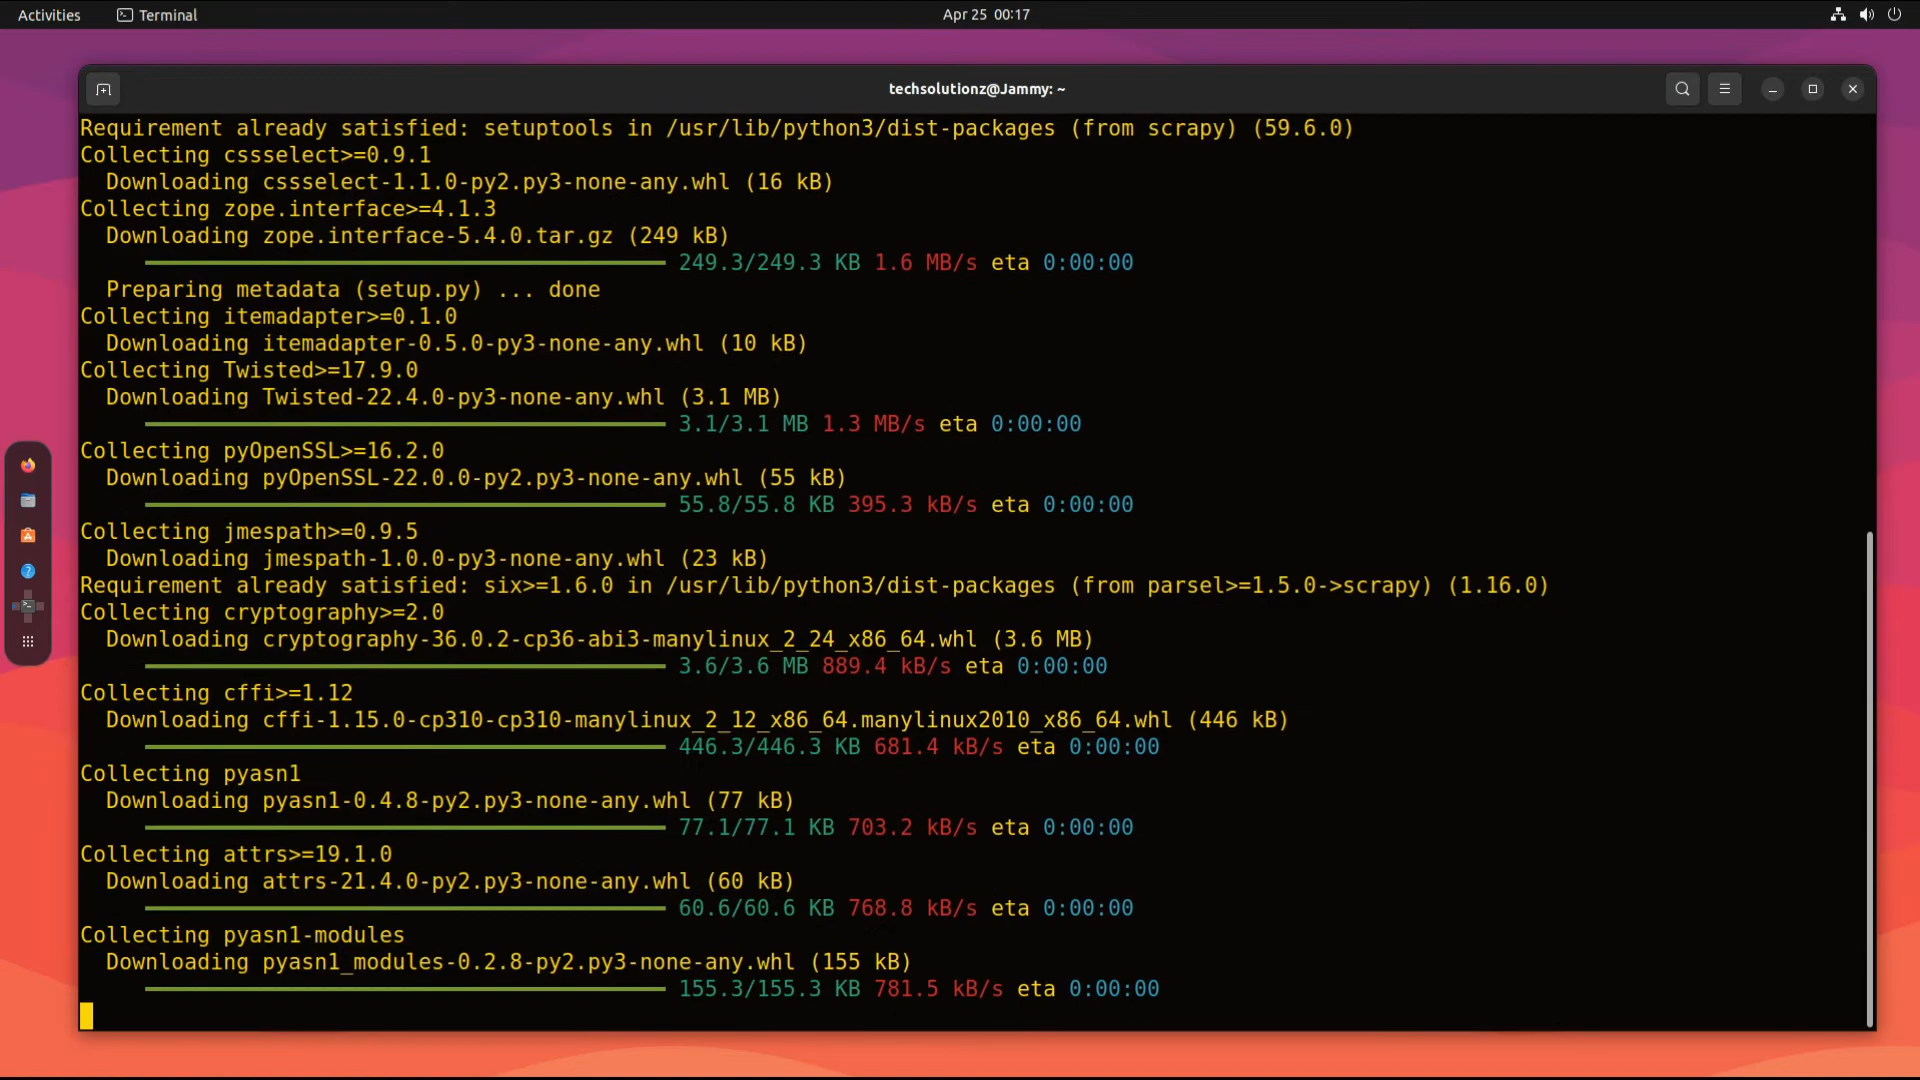 Activities
Terminal
Apr 25 00:17
techsolutionz@Jammy: ~
Requirement already satisfied: setuptools in /usr/lib/python3/dist-packages (from scrapy) (59.6.0)
Collecting cssselect>=0.9.1
  Downloading cssselect-1.1.0-py2.py3-none-any.whl (16 kB)
Collecting zope.interface>=4.1.3
  Downloading zope.interface-5.4.0.tar.gz (249 kB)
249.3/249.3 KB 1.6 MB/s eta 0:00:00
  Preparing metadata (setup.py) ... done
Collecting itemadapter>=0.1.0
  Downloading itemadapter-0.5.0-py3-none-any.whl (10 kB)
Collecting Twisted>=17.9.0
  Downloading Twisted-22.4.0-py3-none-any.whl (3.1 MB)
3.1/3.1 MB 1.3 MB/s eta 0:00:00
Collecting pyOpenSSL>=16.2.0
  Downloading pyOpenSSL-22.0.0-py2.py3-none-any.whl (55 kB)
55.8/55.8 KB 395.3 kB/s eta 0:00:00
Collecting jmespath>=0.9.5
  Downloading jmespath-1.0.0-py3-none-any.whl (23 kB)
Requirement already satisfied: six>=1.6.0 in /usr/lib/python3/dist-packages (from parsel>=1.5.0->scrapy) (1.16.0)
Collecting cryptography>=2.0
  Downloading cryptography-36.0.2-cp36-abi3-manylinux_2_24_x86_64.whl (3.6 MB)
3.6/3.6 MB 889.4 kB/s eta 0:00:00
Collecting cffi>=1.12
  Downloading cffi-1.15.0-cp310-cp310-manylinux_2_12_x86_64.manylinux2010_x86_64.whl (446 kB)
446.3/446.3 KB 681.4 kB/s eta 0:00:00
Collecting pyasn1
  Downloading pyasn1-0.4.8-py2.py3-none-any.whl (77 kB)
77.1/77.1 KB 703.2 kB/s eta 0:00:00
Collecting attrs>=19.1.0
  Downloading attrs-21.4.0-py2.py3-none-any.whl (60 kB)
60.6/60.6 KB 768.8 kB/s eta 0:00:00
Collecting pyasn1-modules
  Downloading pyasn1_modules-0.2.8-py2.py3-none-any.whl (155 kB)
155.3/155.3 KB 781.5 kB/s eta 0:00:00